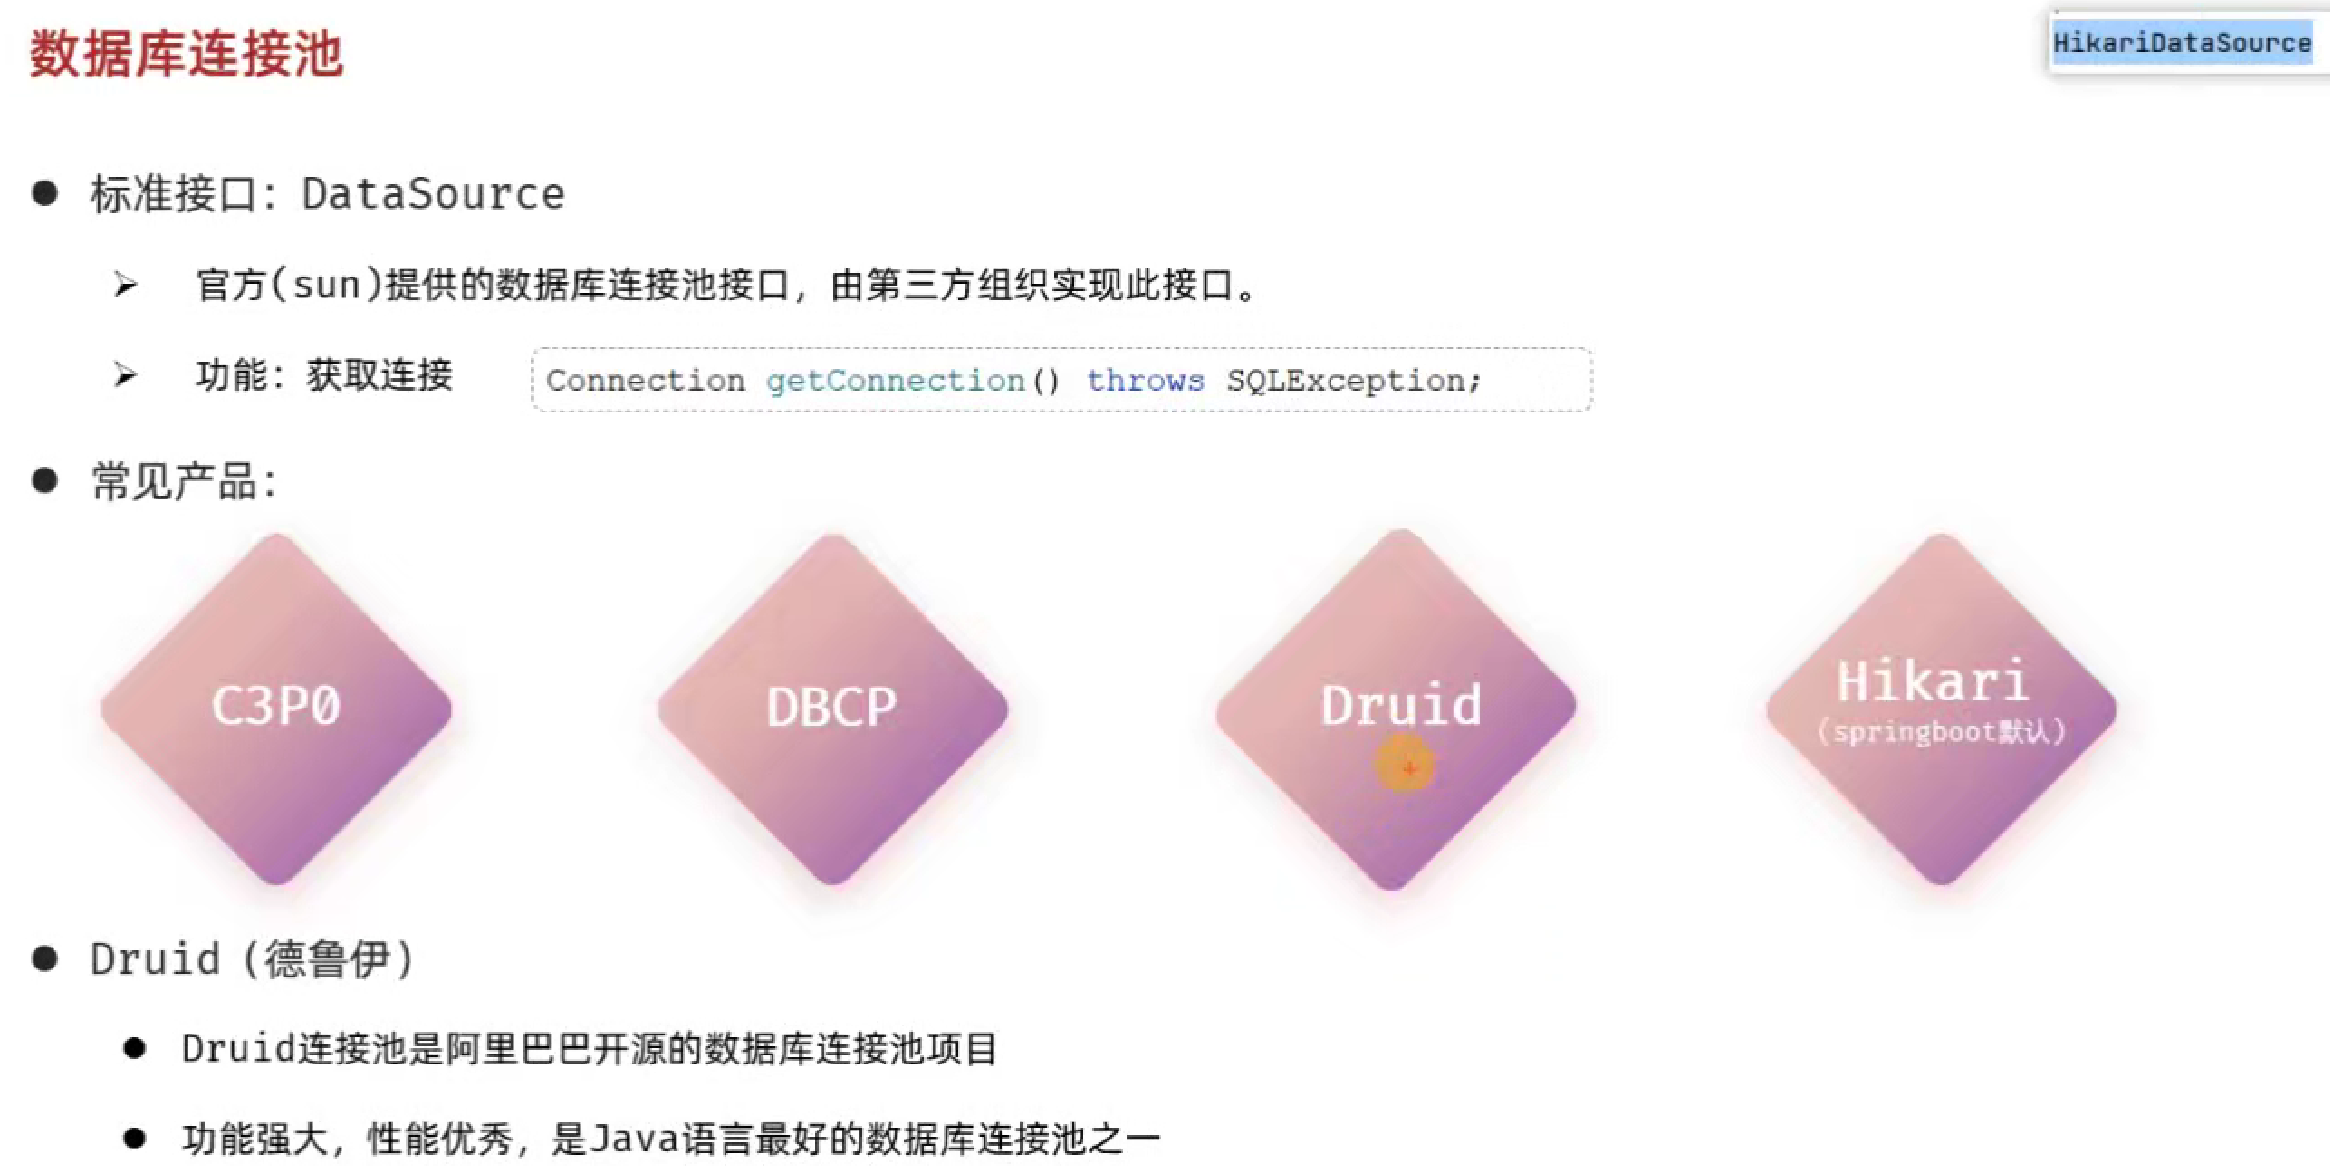 数据库连接池
HikariDataSource
标准接口：DataSource
官方(sun)提供的数据库连接池接口，由第三方组织实现此接口。
功能：获取连接
Connection getConnection() throws SQLException;
常见产品：
C3P0
DBCP
Druid
Hikari
(springboot默认)
Druid（德鲁伊）
Druid连接池是阿里巴巴开源的数据库连接池项目
功能强大，性能优秀，是Java语言最好的数据库连接池之一